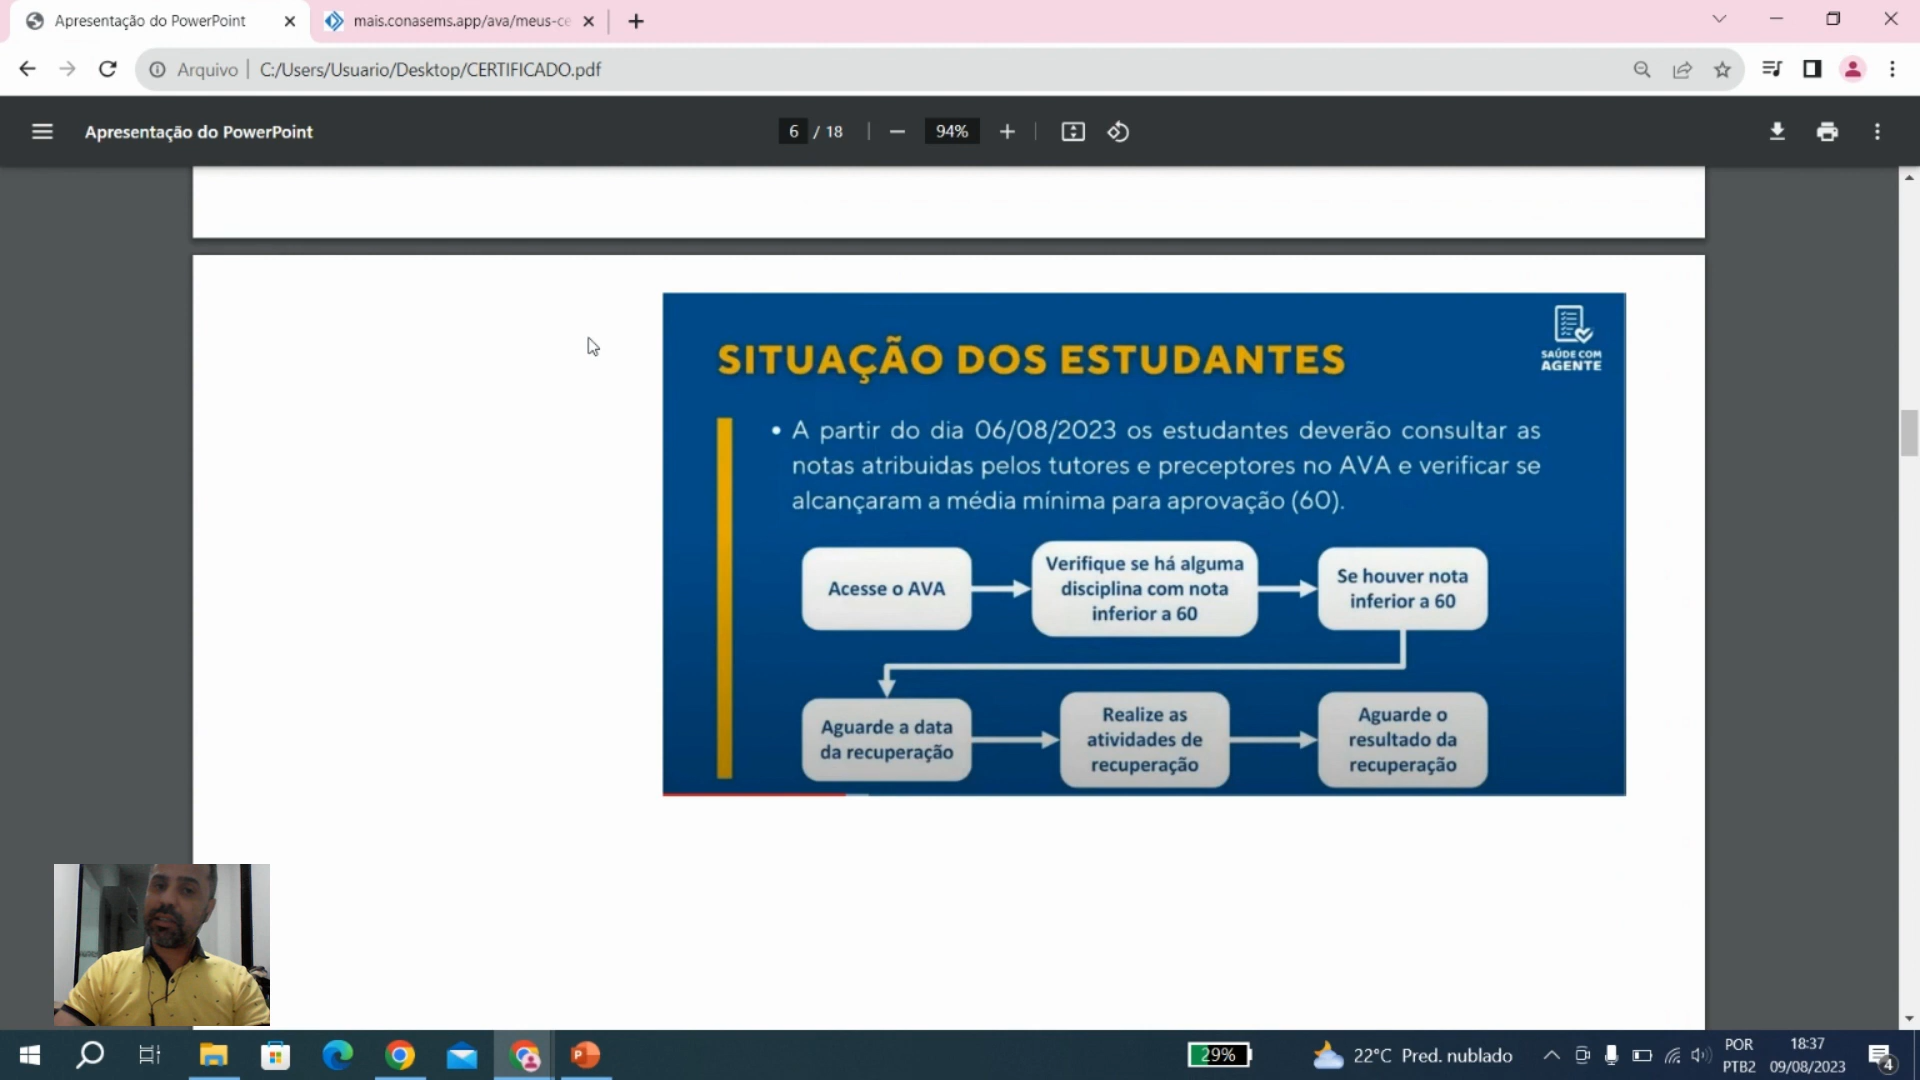 Apresentação do PowerPoint
mais.conasems.app/ava/meus-ce
Arquivo
C:/Users/Usuario/Desktop/CERTIFICADO.pdf
Apresentação do PowerPoint
6 / 18
94%
SITUAÇÃO DOS ESTUDANTES
SAÚDE COM
AGENTE
• A partir do dia 06/08/2023 os estudantes deverão consultar as
notas atribuidas pelos tutores e preceptores no AVA e verificar se
alcançaram a média mínima para aprovação (60).
Acesse o AVA
Verifique se há alguma
disciplina com nota
inferior a 60
Se houver nota
inferior a 60
Aguarde a data
da recuperação
Realize as
atividades de
recuperação
Aguarde o
resultado da
recuperação
29%
22°C Pred. nublado
POR
PTB2
18:37
09/08/2023
4